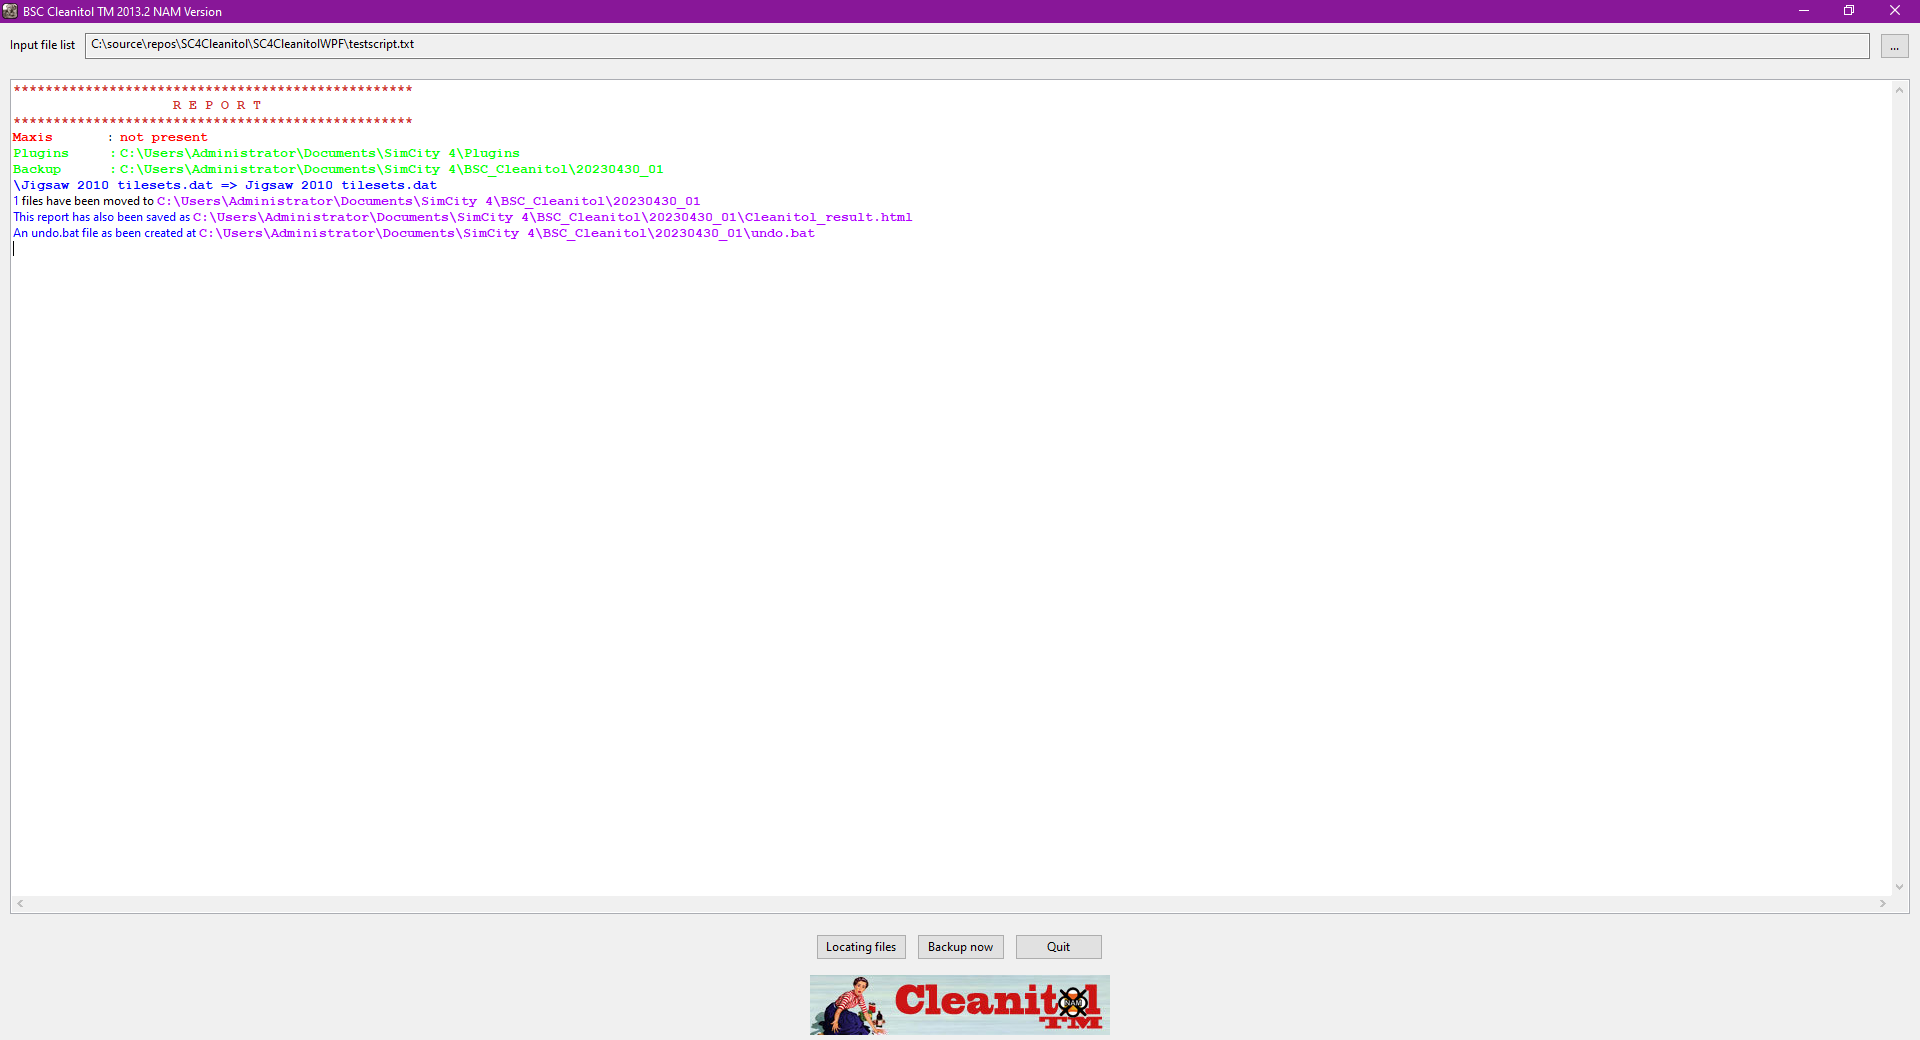 BSC Cleanitol TM 2013.2 NAM Version
Input file list C:\source\repos\SC4Cleanitol\SC4CleanitolWPF\testscript.txt ...
**************************************************
R E P O R T
**************************************************
Maxis : not present
Plugins : C:\Users\Administrator\Documents\SimCity 4\Plugins
Backup : C:\Users\Administrator\Documents\SimCity 4\BSC_Cleanitol\20230430_01
\Jigsaw 2010 tilesets.dat => Jigsaw 2010 tilesets.dat
1 files have been moved to C:\Users\Administrator\Documents\SimCity 4\BSC_Cleanitol\20230430_01
This report has also been saved as C:\Users\Administrator\Documents\SimCity 4\BSC_Cleanitol\20230430_01\Cleanitol_result.html
An undo.bat file as been created at C:\Users\Administrator\Documents\SimCity 4\BSC_Cleanitol\20230430_01\undo.bat
Locating files Backup now Quit
Cleanitol
NAM
TM